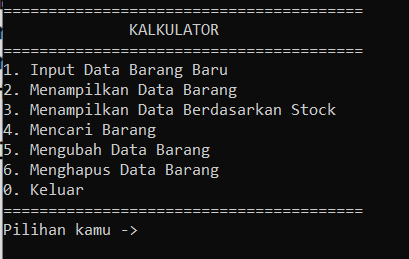 ========================================
KALKULATOR
========================================
1. Input Data Barang Baru
2. Menampilkan Data Barang
3. Menampilkan Data Berdasarkan Stock
4. Mencari Barang
5. Mengubah Data Barang
6. Menghapus Data Barang
0. Keluar
========================================
Pilihan kamu ->